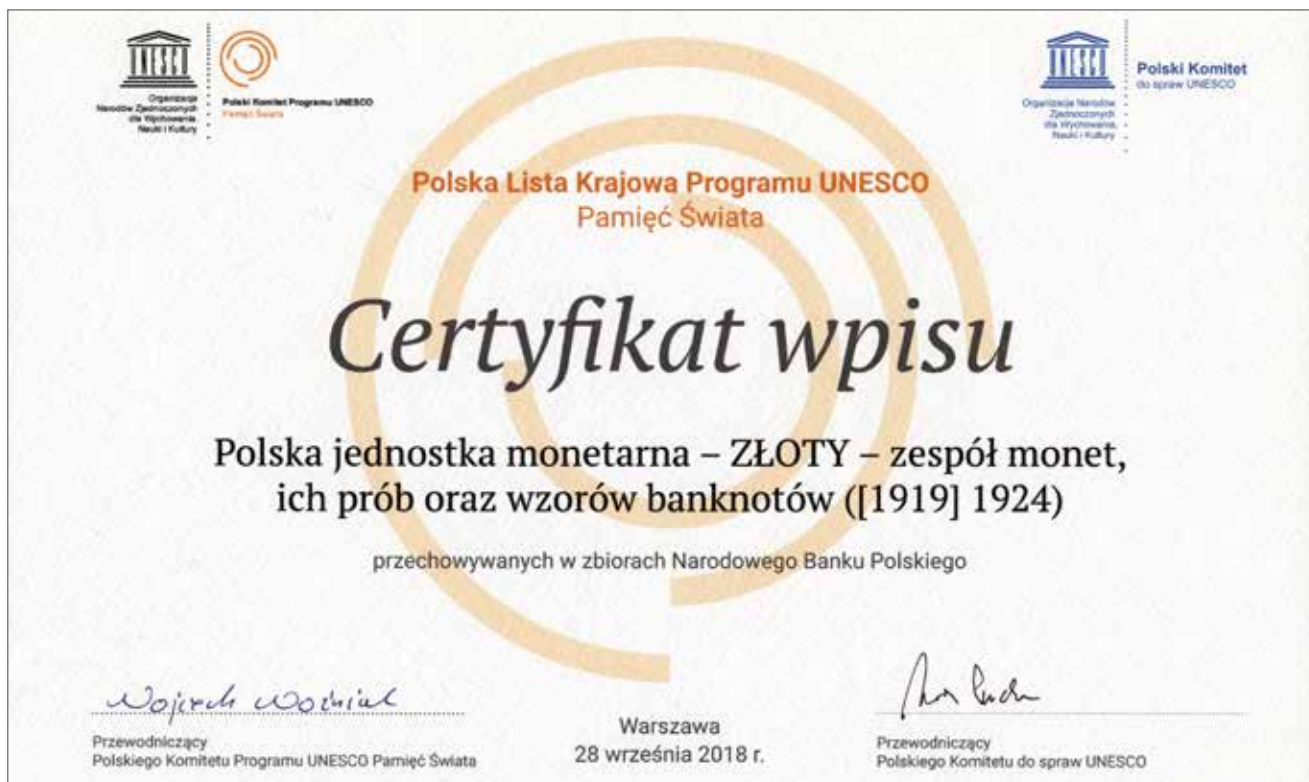 UNESCO
Organizacja
Narodów Zjednoczonych
dla Wychowania,
Nauki i Kultury
Polski Komitet Programu UNESCO
Pamięć Świata
UNESCO
Organizacja Narodów
Zjednoczonych
dla Wychowania,
Nauki i Kultury
Polski Komitet
do spraw UNESCO
Polska Lista Krajowa Programu UNESCO
Pamięć Świata
Certyfikat wpisu
Polska jednostka monetarna – ZŁOTY – zespół monet,
ich prób oraz wzorów banknotów ([1919] 1924)
przechowywanych w zbiorach Narodowego Banku Polskiego
Wojciech Woźniak
Przewodniczący
Polskiego Komitetu Programu UNESCO Pamięć Świata
Warszawa
28 września 2018 r.
Przewodniczący
Polskiego Komitetu do spraw UNESCO